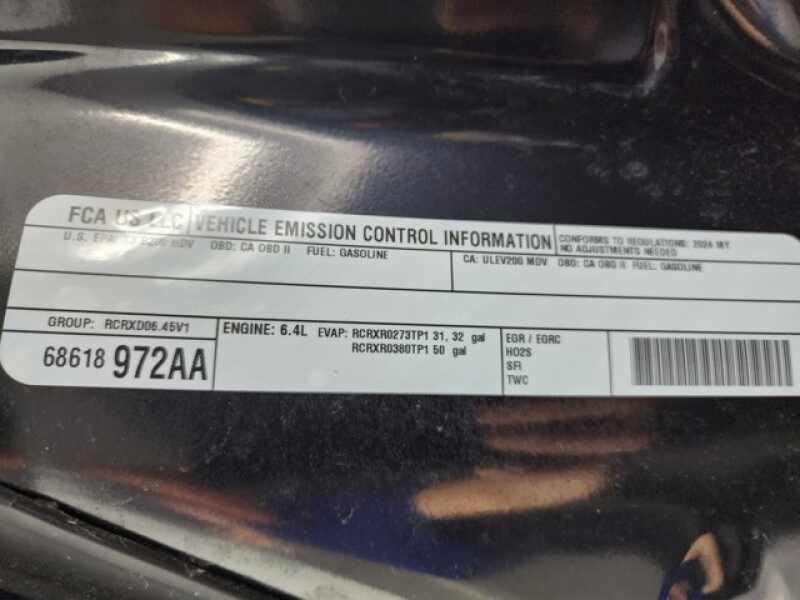 FCA US LLC VEHICLE EMISSION CONTROL INFORMATION
CONFORMS TO REGULATIONS: 2024 MY
NO ADJUSTMENTS NEEDED
U.S. EPA: MDV OBD: CA OBD II FUEL: GASOLINE
CA: ULEV200 MDV OBD: CA OBD II FUEL: GASOLINE
GROUP: RCRXD06.45V1
68618 972AA
ENGINE: 6.4L EVAP: RCRXR0273TP1 31, 32 gal
RCRXR0380TP1 50 gal
EGR / EGRC
HO2S
SFI
TWC